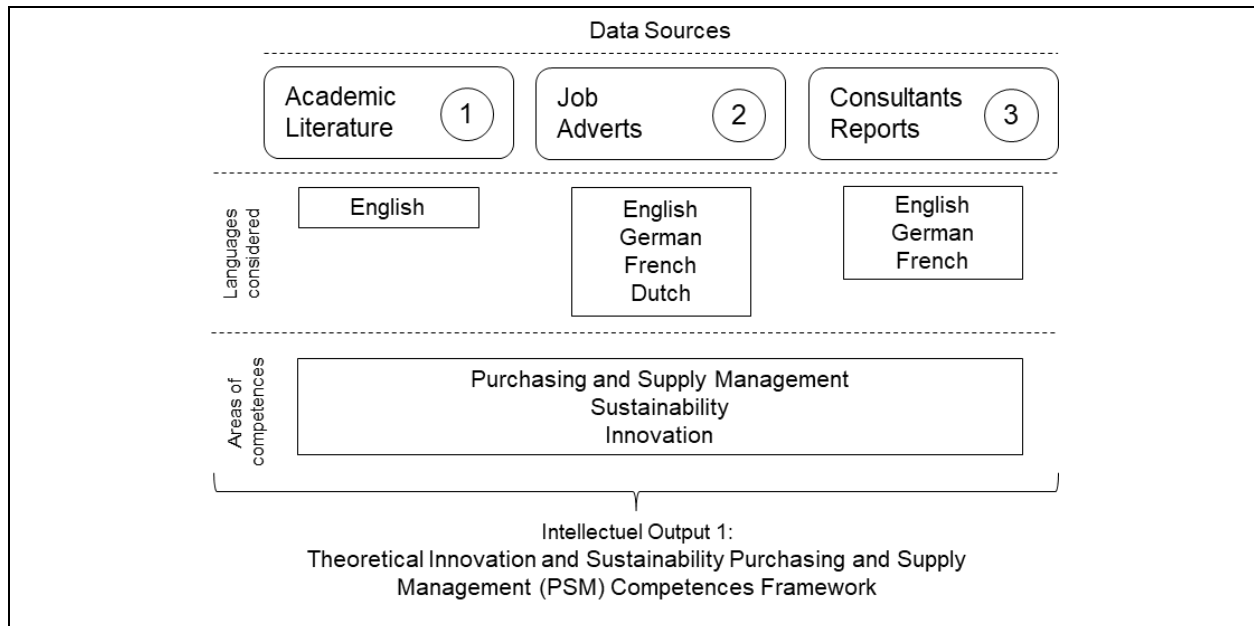 Data Sources
Academic
Literature
1
Job
Adverts
2
Consultants
Reports
3
Languages
considered
English
English
German
French
Dutch
English
German
French
Areas of
competences
Purchasing and Supply Management
Sustainability
Innovation
Intellectuel Output 1:
Theoretical Innovation and Sustainability Purchasing and Supply
Management (PSM) Competences Framework